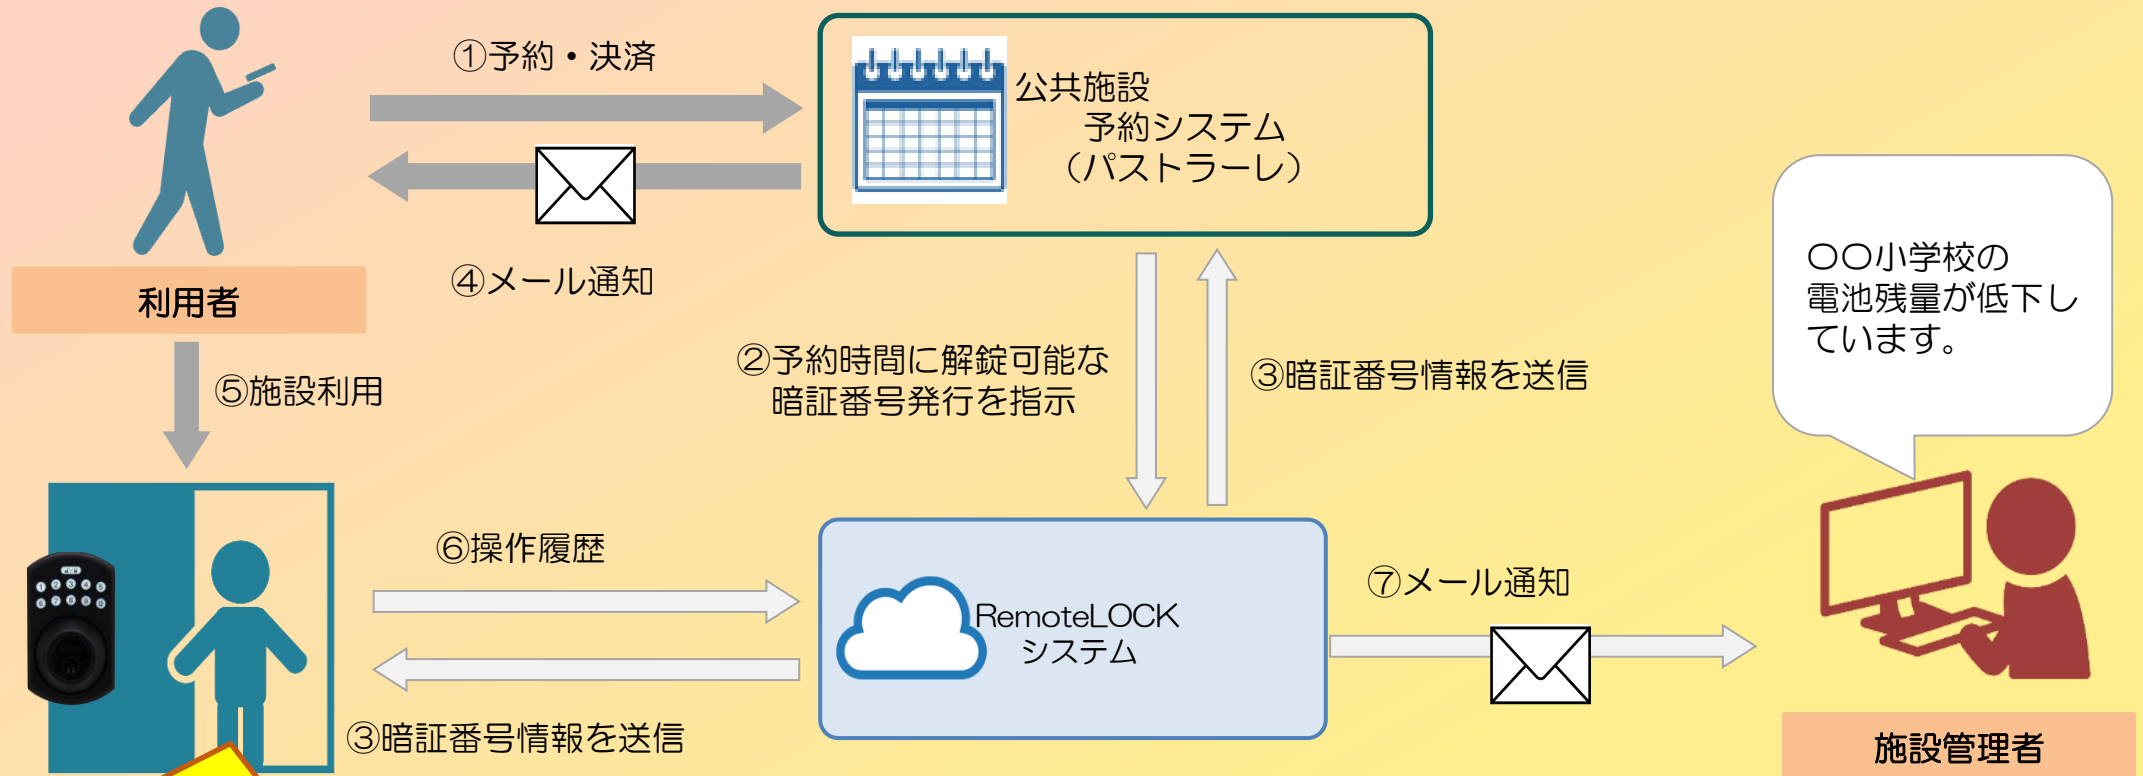 ①予約・決済
公共施設
予約システム
（パストラーレ）
④メール通知
利用者
〇〇小学校の
電池残量が低下し
ています。
②予約時間に解錠可能な
暗証番号発行を指示
③暗証番号情報を送信
⑤施設利用
⑥操作履歴
RemoteLOCK
システム
⑦メール通知
③暗証番号情報を送信
施設管理者